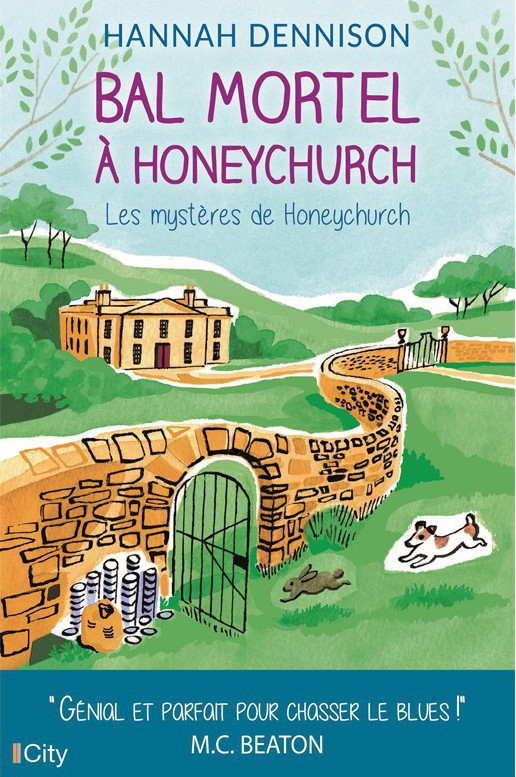 HANNAH DENNISON
BAL MORTEL
À HONEYCHURCH
Les mystères de Honeychurch
"GÉNIAL ET PARFAIT POUR CHASSER LE BLUES !"
M.C. BEATON
City